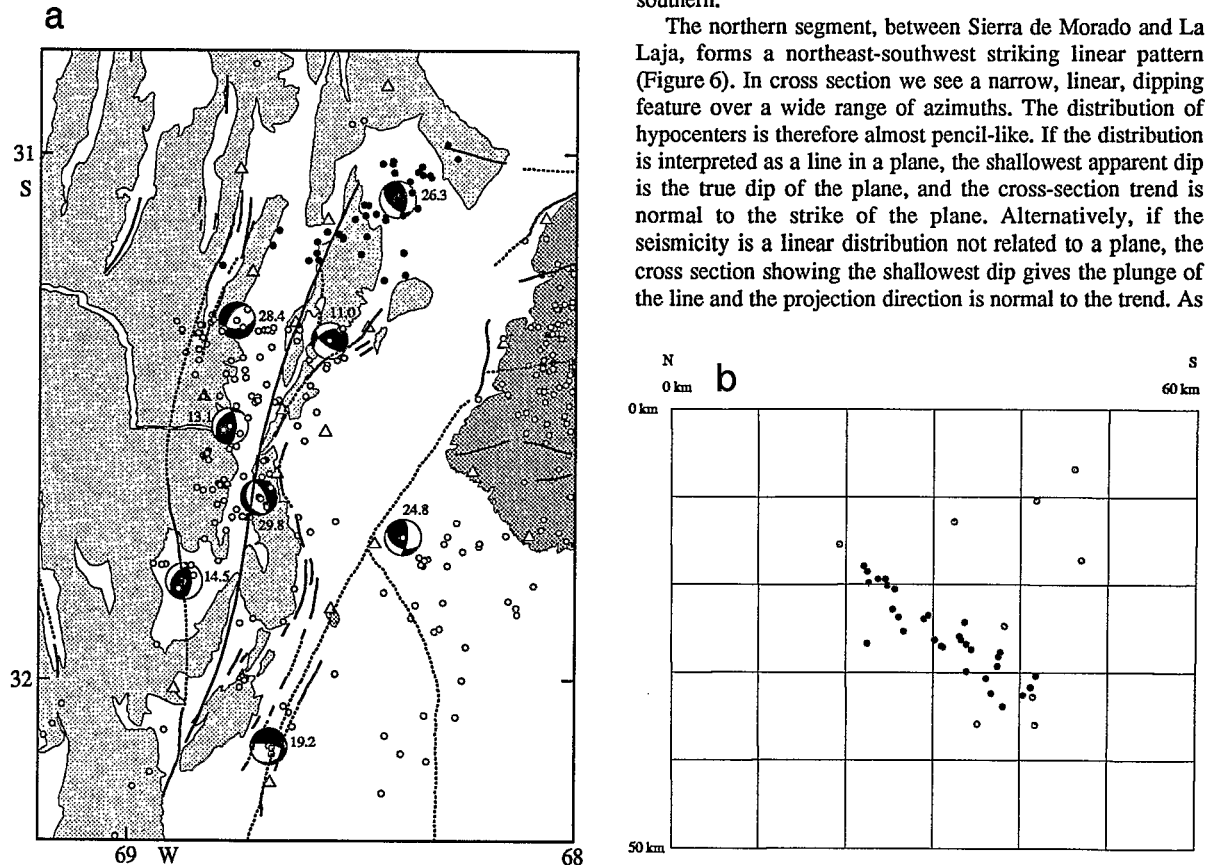 a
31
S
26.3
28.4
11.0
13.1
29.8
24.8
14.5
32
19.2
69 W
68
southern.
The northern segment, between Sierra de Morado and La
Laja, forms a northeast-southwest striking linear pattern
(Figure 6). In cross section we see a narrow, linear, dipping
feature over a wide range of azimuths. The distribution of
hypocenters is therefore almost pencil-like. If the distribution
is interpreted as a line in a plane, the shallowest apparent dip
is the true dip of the plane, and the cross-section trend is
normal to the strike of the plane. Alternatively, if the
seismicity is a linear distribution not related to a plane, the
cross section showing the shallowest dip gives the plunge of
the line and the projection direction is normal to the trend. As
N S
0 km b 60 km
0 km
50 km